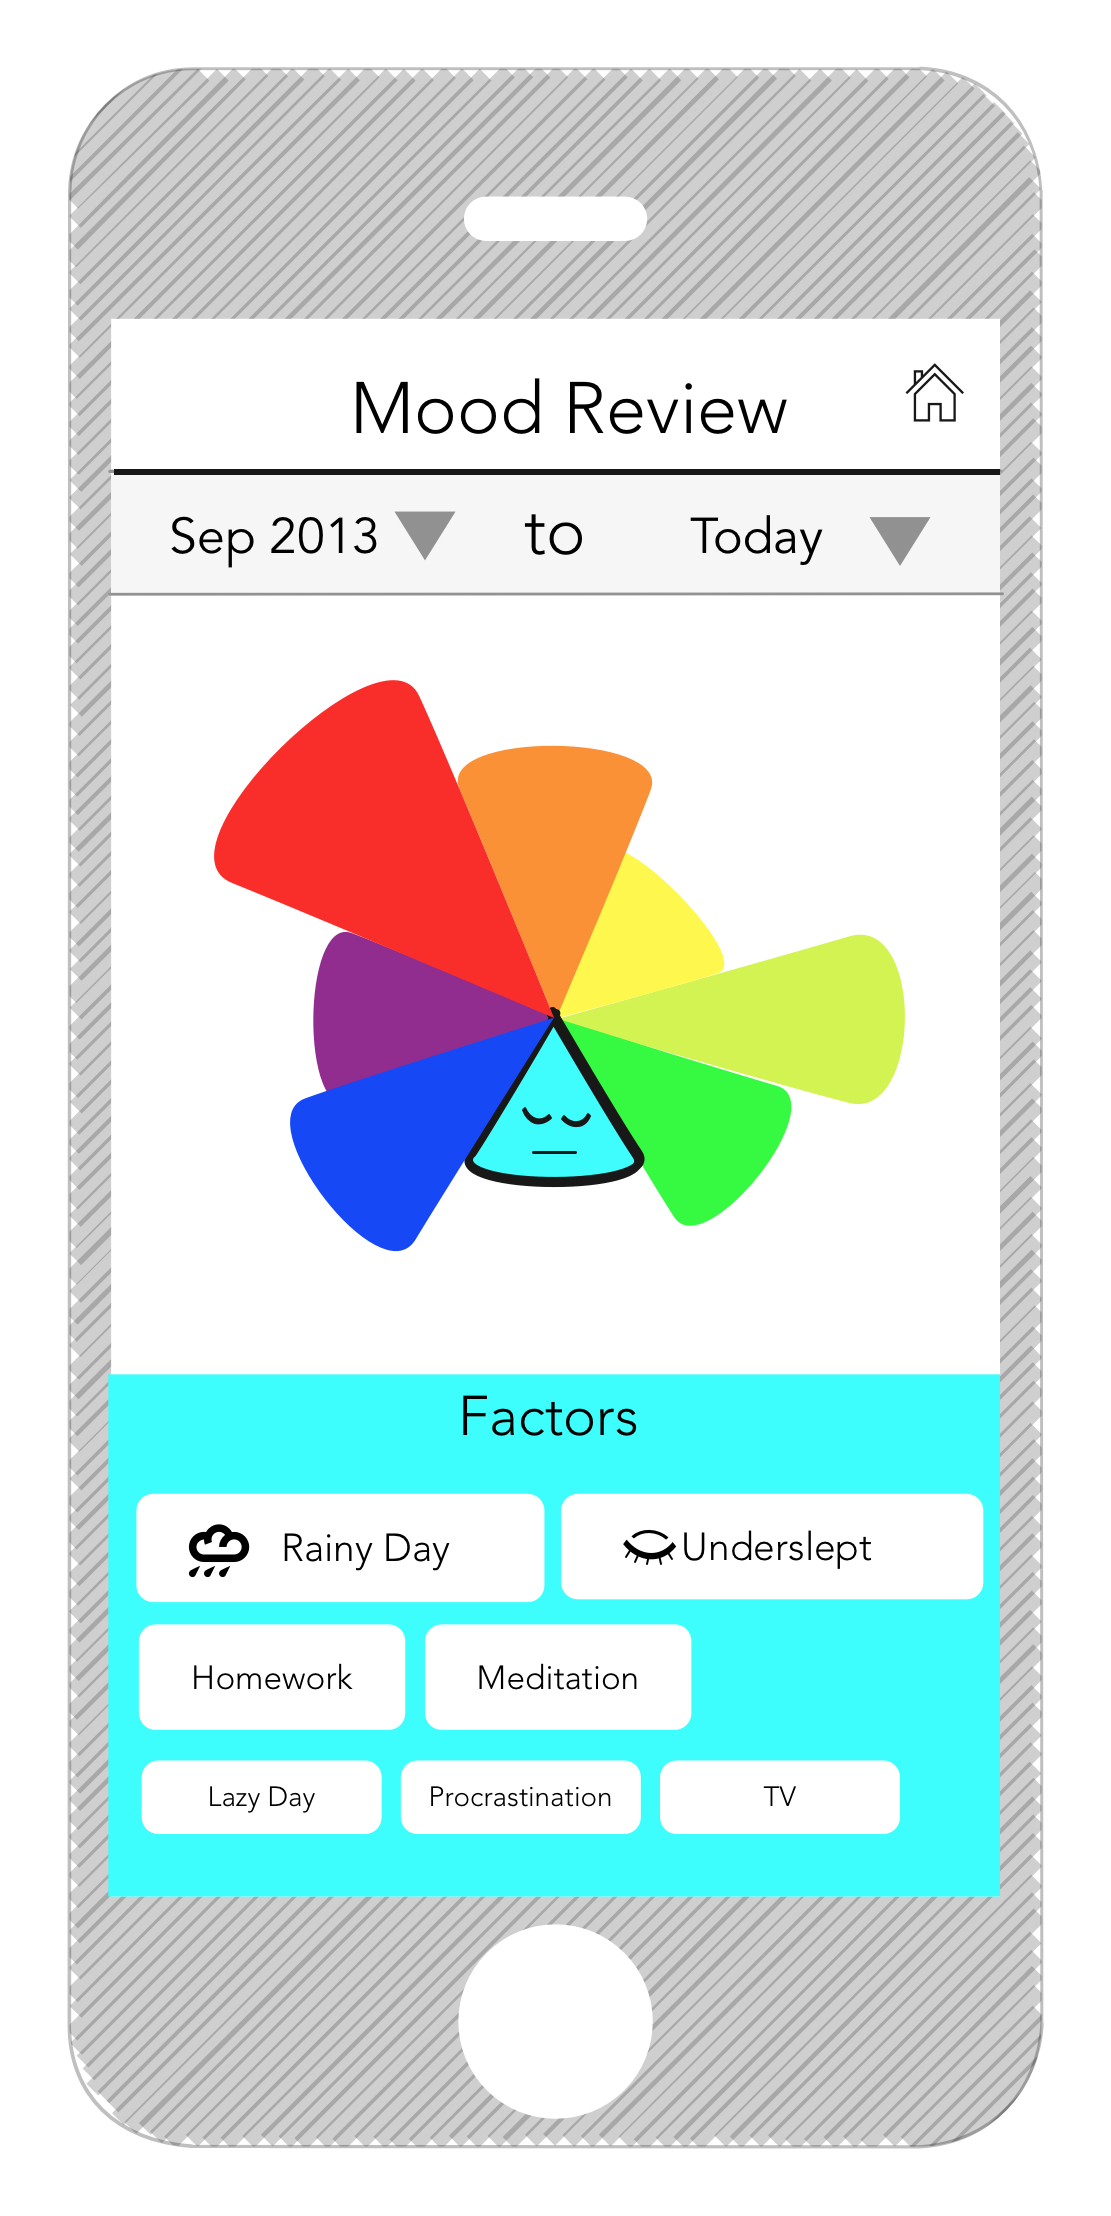 Mood Review
Sep 2013 to Today
Factors
Rainy Day Underslept
Homework Meditation
Lazy Day Procrastination TV